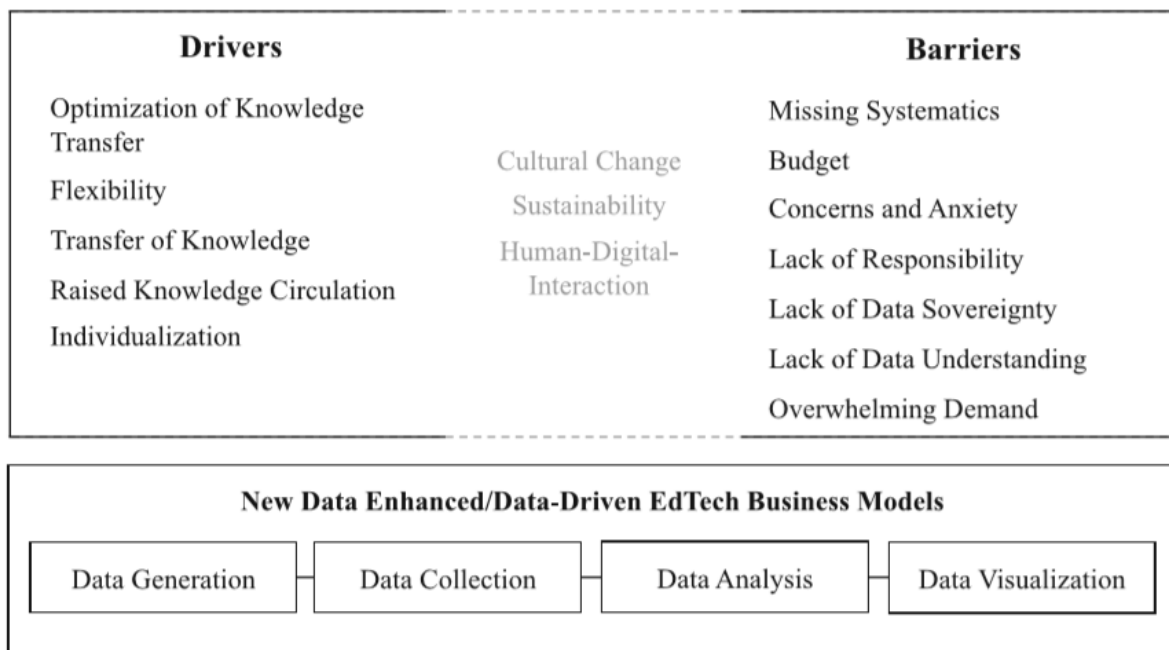 Drivers
Optimization of Knowledge
Transfer
Flexibility
Transfer of Knowledge
Raised Knowledge Circulation
Individualization
Cultural Change
Sustainability
Human-Digital-
Interaction
Barriers
Missing Systematics
Budget
Concerns and Anxiety
Lack of Responsibility
Lack of Data Sovereignty
Lack of Data Understanding
Overwhelming Demand
New Data Enhanced/Data-Driven EdTech Business Models
Data Generation
Data Collection
Data Analysis
Data Visualization